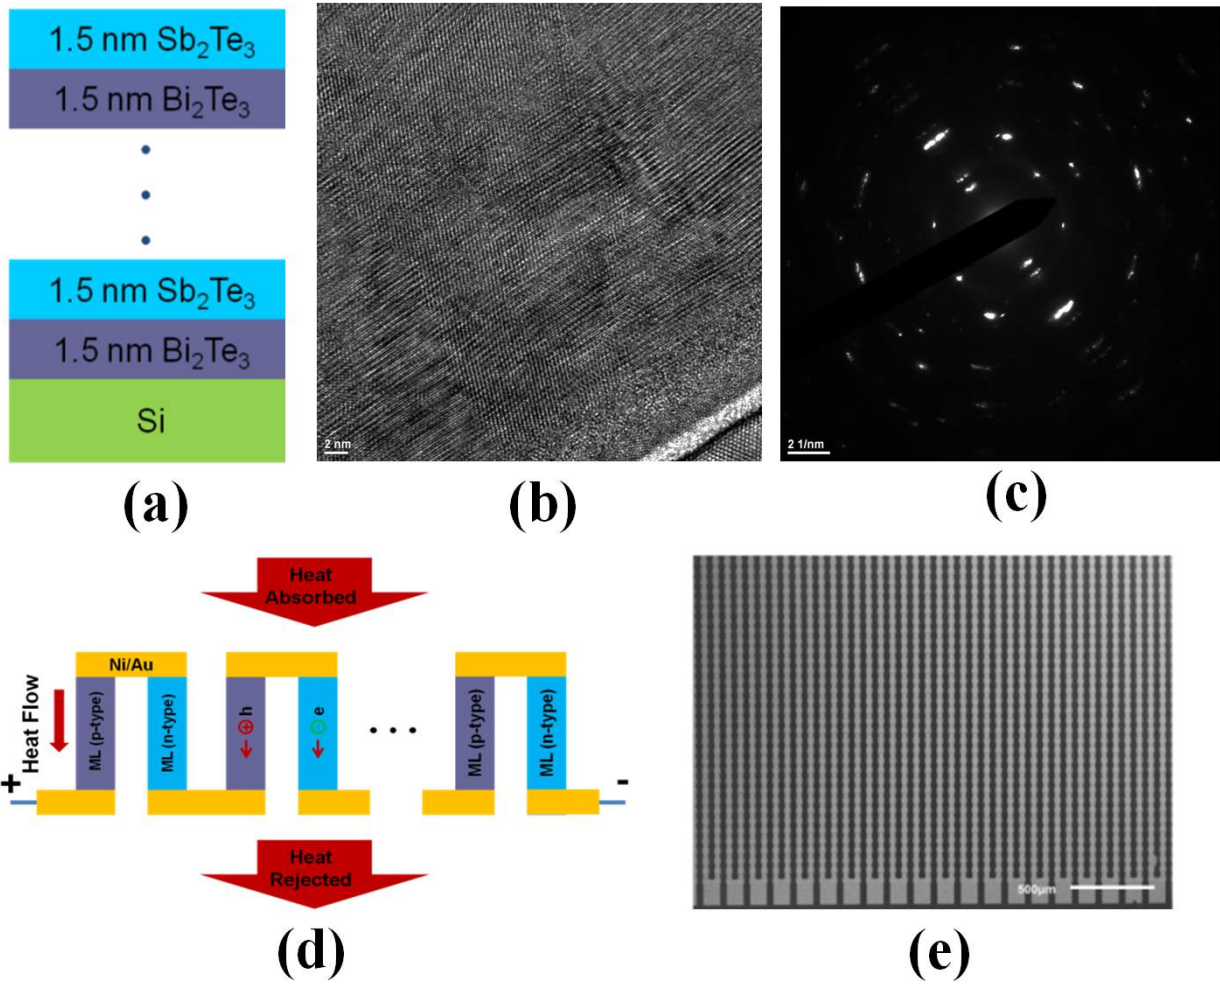 1.5 nm Sb₂Te₃
1.5 nm Bi₂Te₃
1.5 nm Sb₂Te₃
1.5 nm Bi₂Te₃
Si
2 nm
2 1/nm
(a)
(b)
(c)
Heat
Absorbed
Ni/Au
Heat Flow
ML (p-type)
ML (n-type)
h
e
ML (p-type)
ML (n-type)
+
-
Heat
Rejected
500µm
(d)
(e)